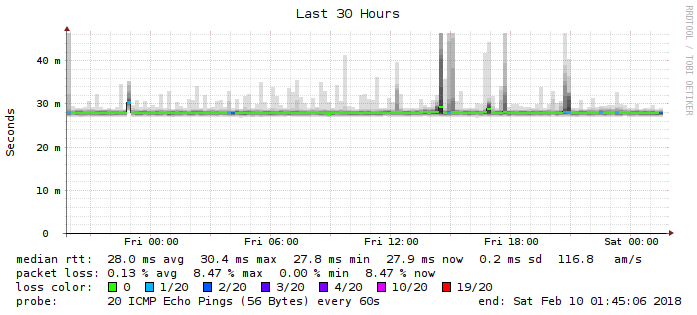 Last 30 Hours
RRDTOOL / TOBI OETIKER
Seconds
40 m
30 m
20 m
10 m
0
Fri 00:00 Fri 06:00 Fri 12:00 Fri 18:00 Sat 00:00
median rtt: 28.0 ms avg 30.4 ms max 27.8 ms min 27.9 ms now 0.2 ms sd 116.8 am/s
packet loss: 0.13 % avg 8.47 % max 0.00 % min 8.47 % now
loss color: 0 1/20 2/20 3/20 4/20 10/20 19/20
probe: 20 ICMP Echo Pings (56 Bytes) every 60s end: Sat Feb 10 01:45:06 2018